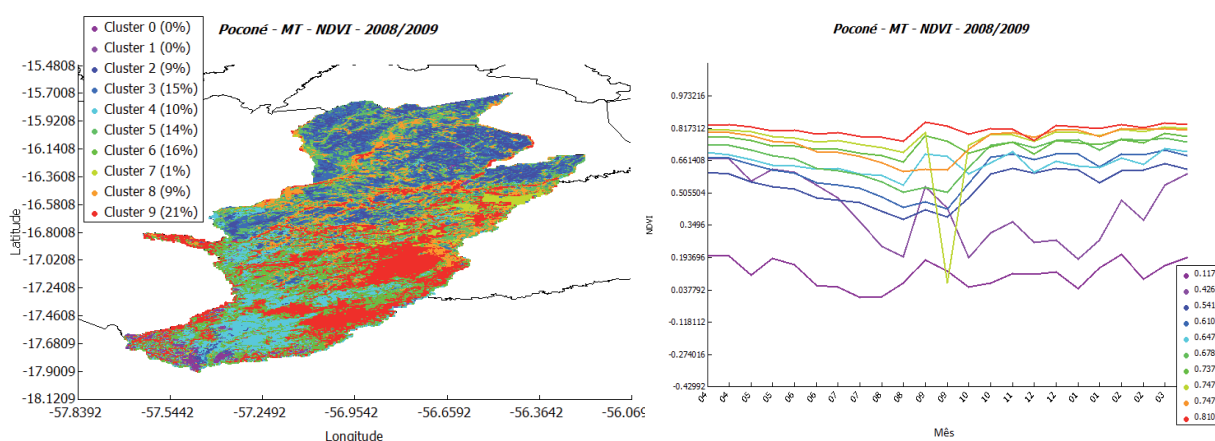 Poconé - MT - NDVI - 2008/2009
Cluster 0 (0%)
Cluster 1 (0%)
Cluster 2 (9%)
Cluster 3 (15%)
Cluster 4 (10%)
Cluster 5 (14%)
Cluster 6 (16%)
Cluster 7 (1%)
Cluster 8 (9%)
Cluster 9 (21%)
Latitude
-15.4808
-15.7008
-15.9208
-16.1408
-16.3608
-16.5808
-16.8008
-17.0208
-17.2408
-17.4608
-17.6809
-17.9009
-18.1209
-57.8392
-57.5442
-57.2492
-56.9542
-56.6592
-56.3642
-56.069
Longitude
Poconé - MT - NDVI - 2008/2009
NDVI
0.973216
0.817312
0.661408
0.505504
0.3496
0.193696
0.037792
-0.118112
-0.274016
-0.42992
04 04 05 05 06 06 07 07 08 08 09 09 10 10 11 11 12 12 01 01 02 02 03
Mês
0.117
0.426
0.541
0.610
0.647
0.678
0.737
0.747
0.747
0.810